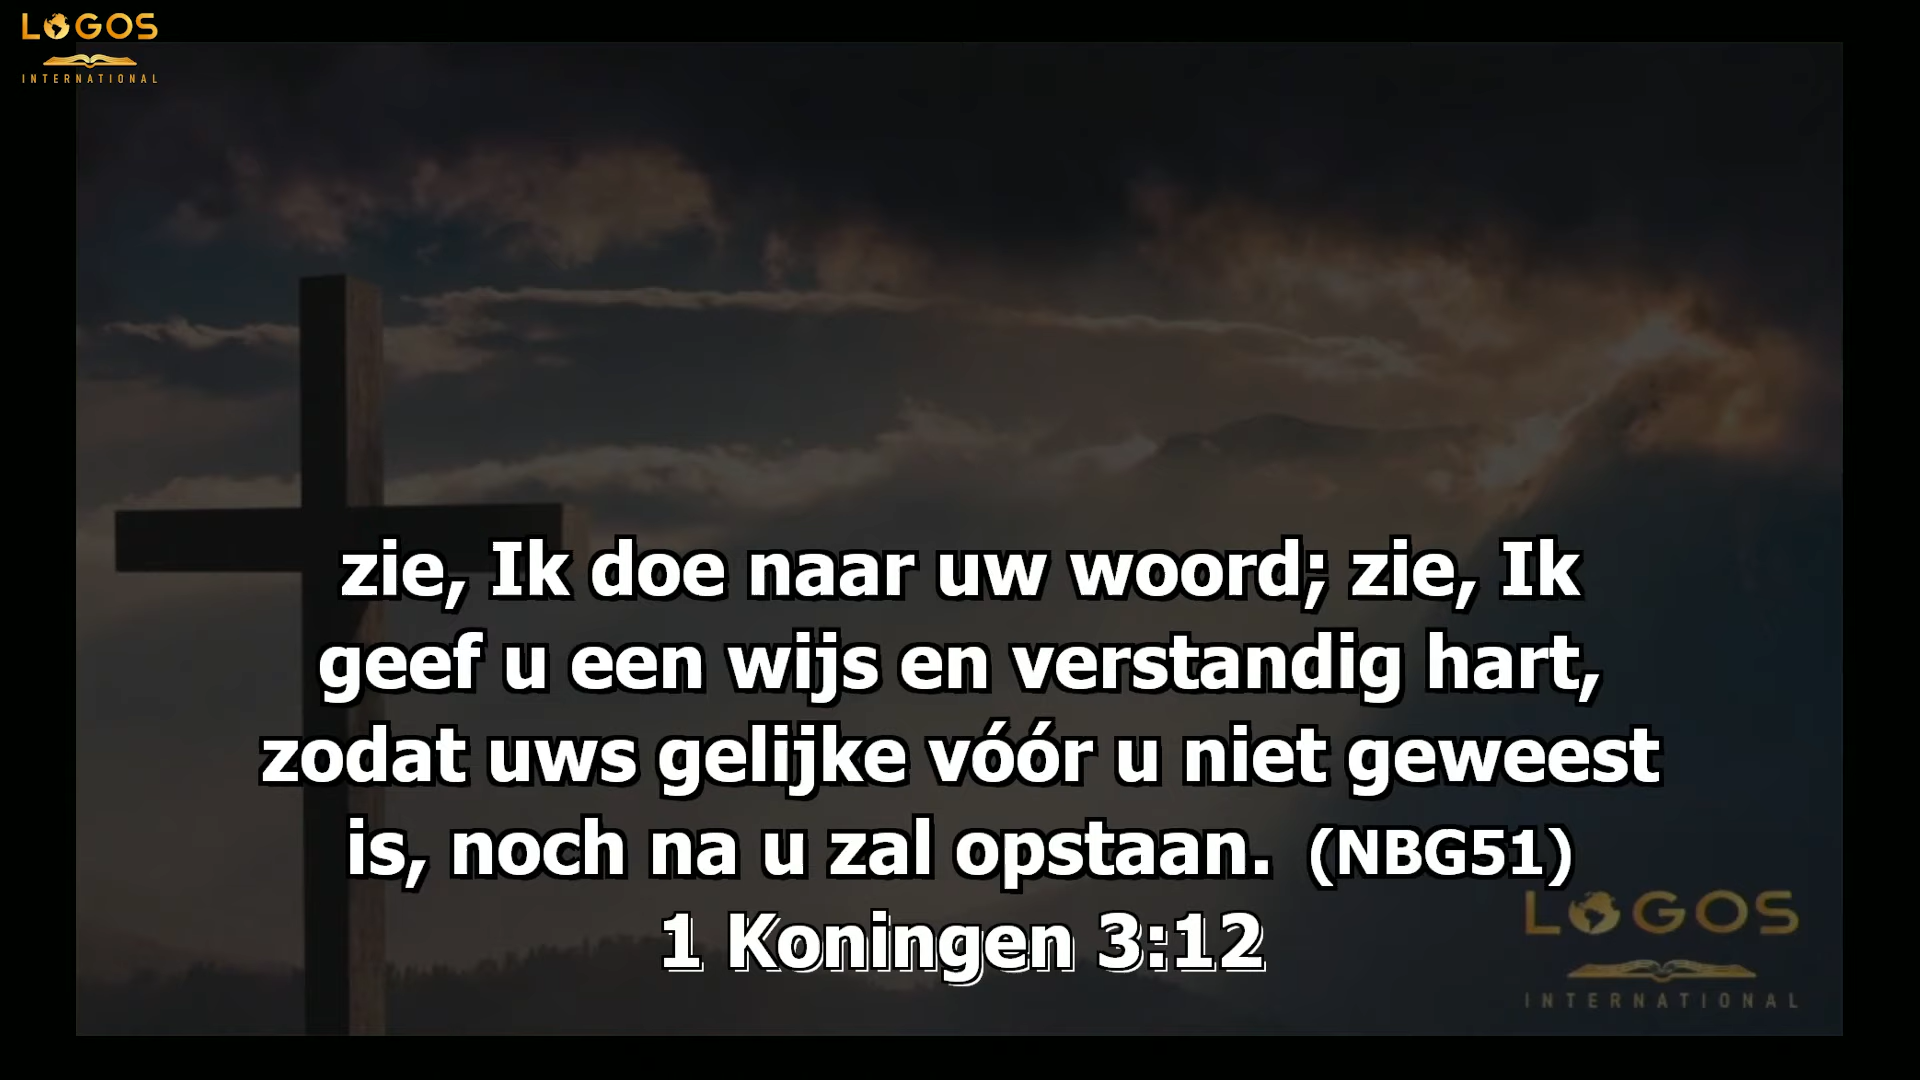 LOGOS
INTERNATIONAL
zie, Ik doe naar uw woord; zie, Ik
geef u een wijs en verstandig hart,
zodat uws gelijke vóór u niet geweest
is, noch na u zal opstaan. (NBG51)
1 Koningen 3:12
LOGOS
INTERNATIONAL